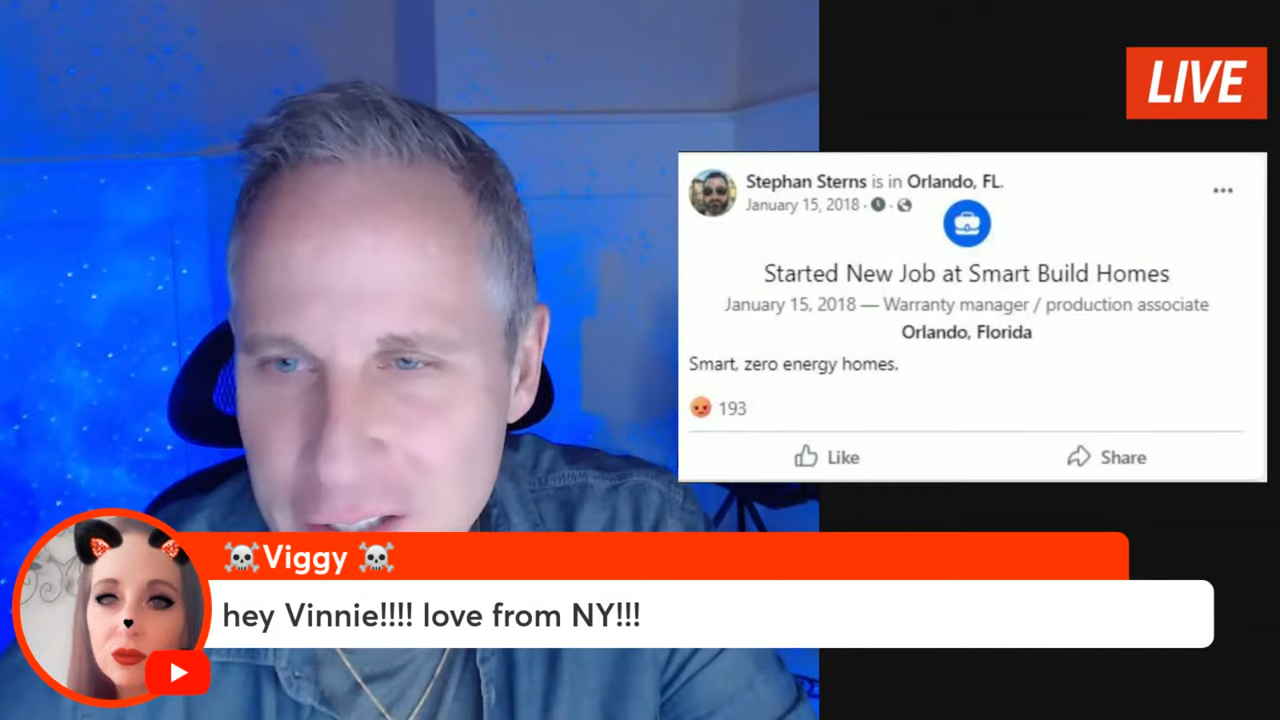 LIVE
Stephan Sterns is in Orlando, FL.
January 15, 2018 · ·
Started New Job at Smart Build Homes
January 15, 2018 — Warranty manager / production associate
Orlando, Florida
Smart, zero energy homes.
😡 193
Like Share
☠️Viggy ☠️
hey Vinnie!!!! love from NY!!!